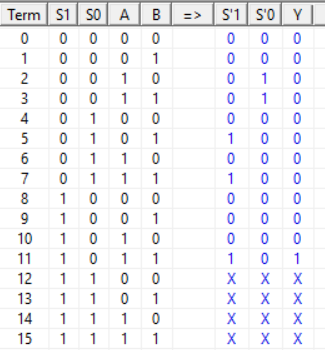 Term S1 S0 A B => S'1 S'0 Y
0 0 0 0 0 0 0 0
1 0 0 0 1 0 0 0
2 0 0 1 0 0 1 0
3 0 0 1 1 0 1 0
4 0 1 0 0 0 0 0
5 0 1 0 1 1 0 0
6 0 1 1 0 0 0 0
7 0 1 1 1 1 0 0
8 1 0 0 0 0 0 0
9 1 0 0 1 0 0 0
10 1 0 1 0 0 0 0
11 1 0 1 1 1 0 1
12 1 1 0 0 X X X
13 1 1 0 1 X X X
14 1 1 1 0 X X X
15 1 1 1 1 X X X